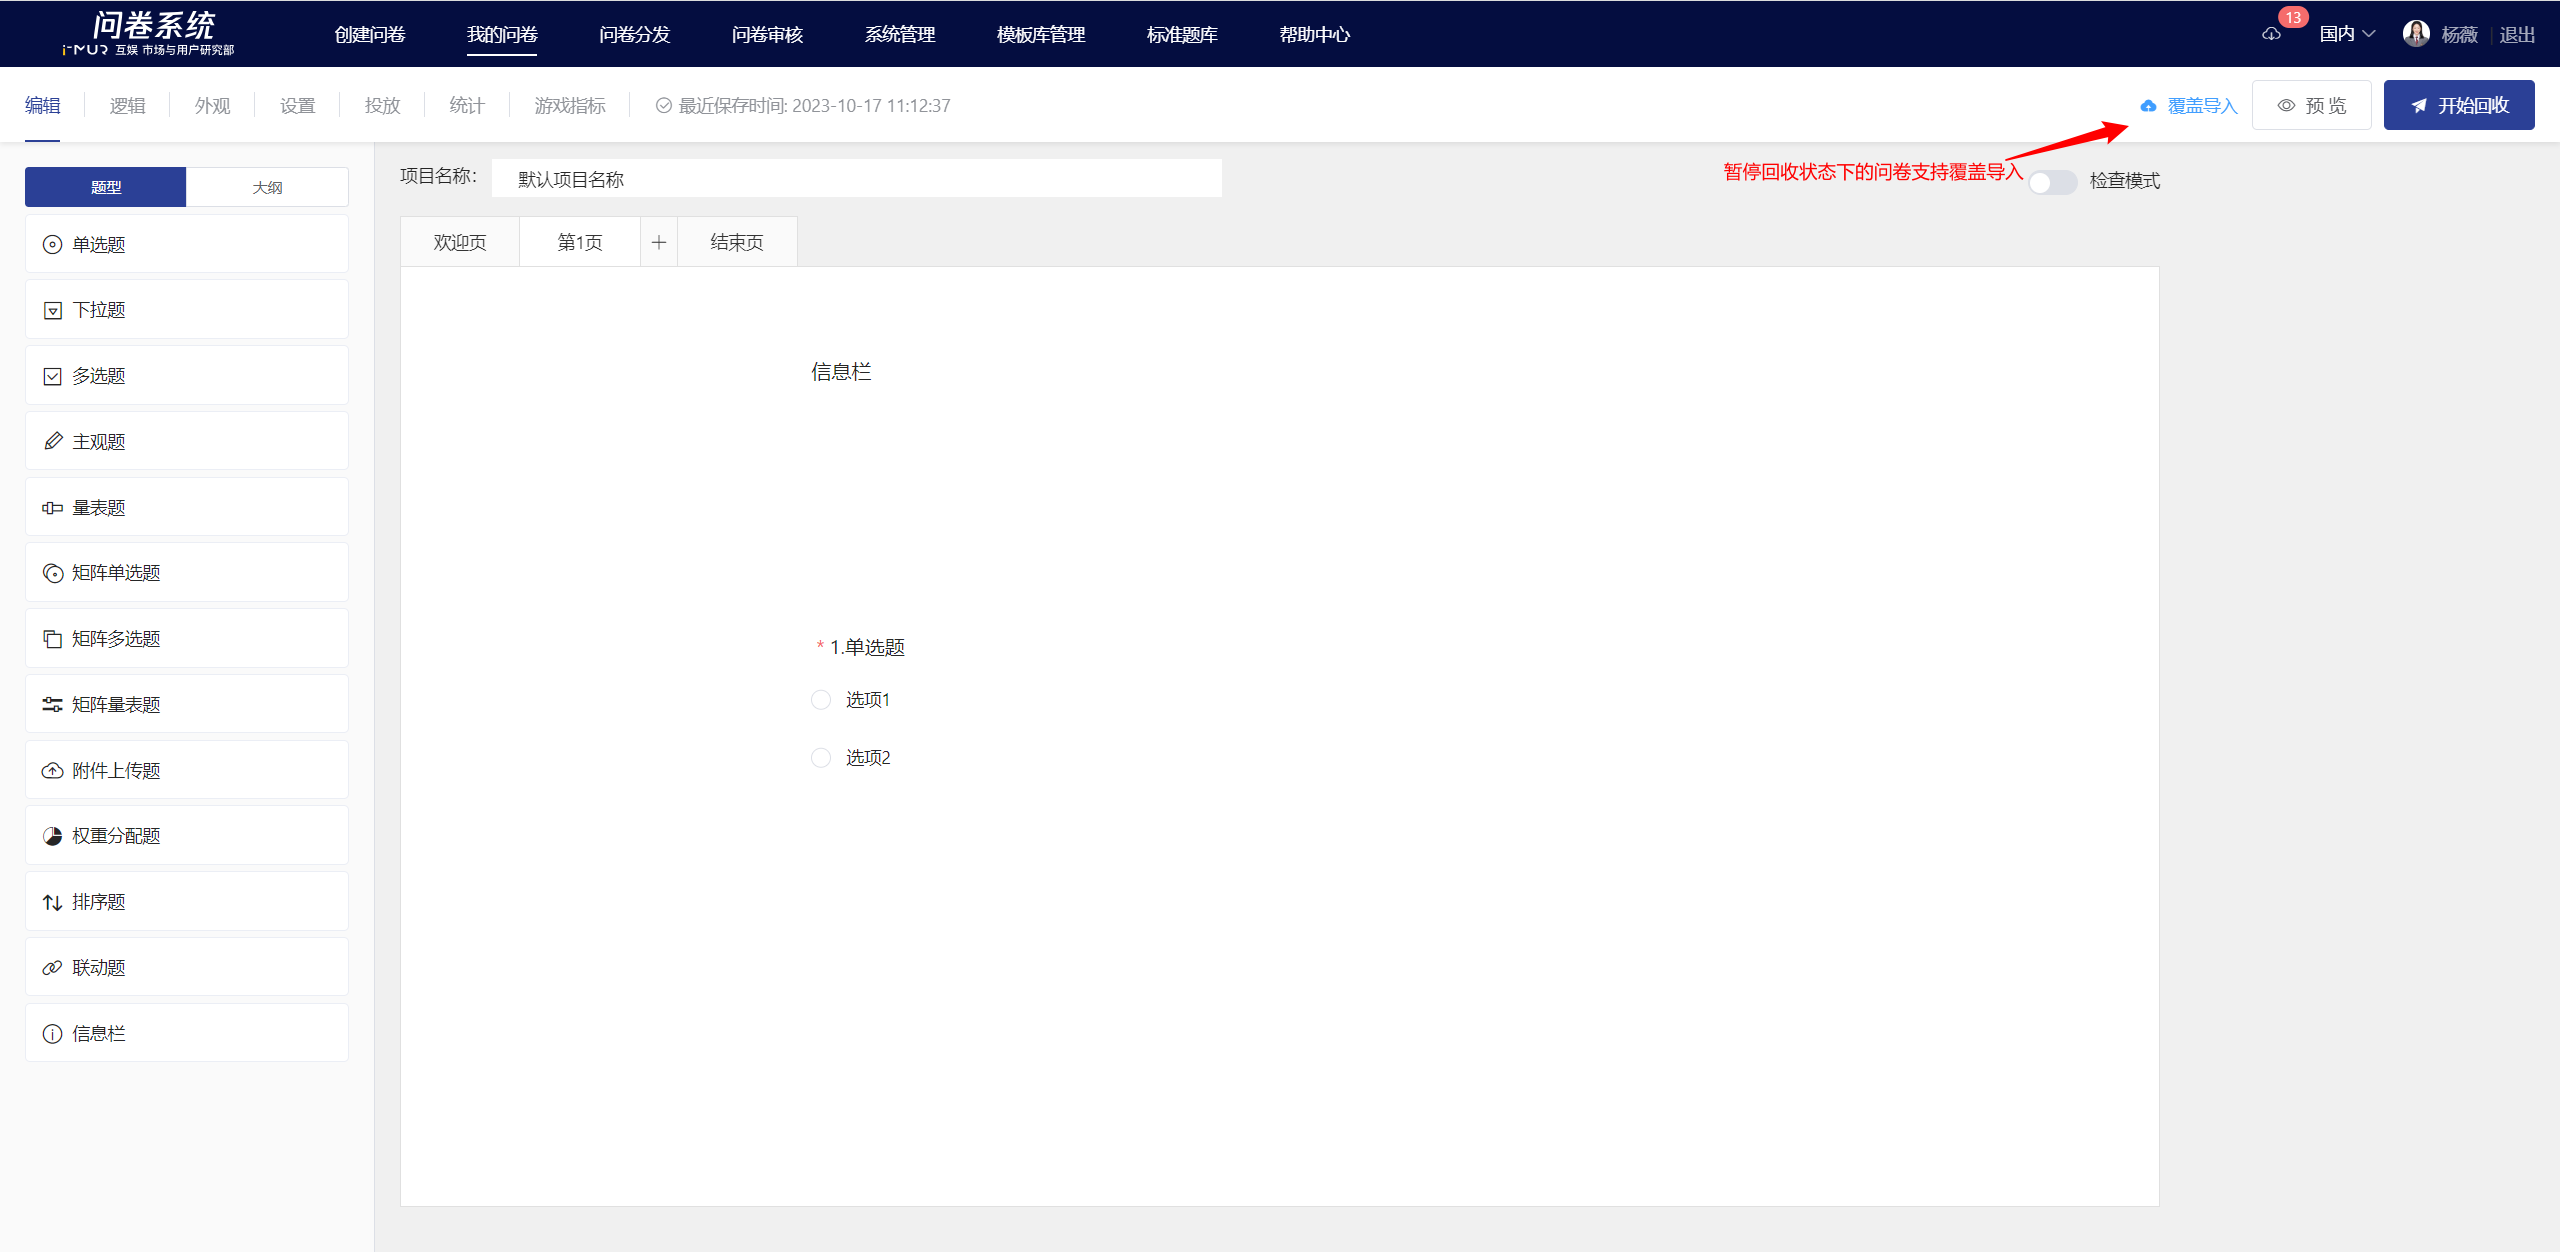 问卷系统
i-MUR 互娱 市场与用户研究部
创建问卷 我的问卷 问卷分发 问卷审核 系统管理 模板库管理 标准题库 帮助中心 13 国内 杨薇 退出
编辑 逻辑 外观 设置 投放 统计 游戏指标 最近保存时间: 2023-10-17 11:12:37 覆盖导入 预 览 开始回收
题型 大纲
项目名称: 默认项目名称
暂停回收状态下的问卷支持覆盖导入 检查模式
欢迎页 第1页 + 结束页
单选题
下拉题
多选题
主观题
量表题
矩阵单选题
矩阵多选题
矩阵量表题
附件上传题
权重分配题
排序题
联动题
信息栏
信息栏
* 1.单选题
选项1
选项2